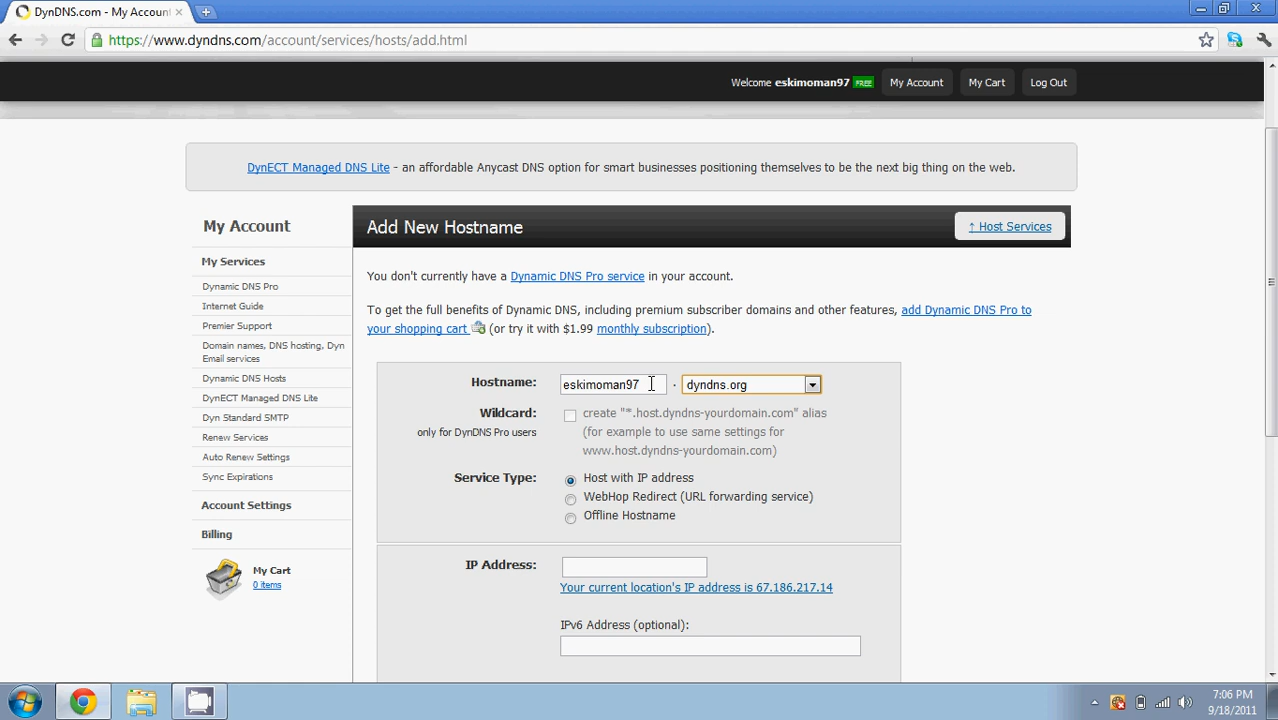 DynDNS.com - My Accoun
https://www.dyndns.com/account/services/hosts/add.html
Welcome eskimoman97 FREE My Account My Cart Log Out
DynECT Managed DNS Lite - an affordable Anycast DNS option for smart businesses positioning themselves to be the next big thing on the web.
My Account
My Services
Dynamic DNS Pro
Internet Guide
Premier Support
Domain names, DNS hosting, Dyn
Email services
Dynamic DNS Hosts
DynECT DNS Lite
Dyn Standard SMTP
Renew Services
Auto Renew Settings
Sync Expirations
Account Settings
Billing
My Cart
0 items
Add New Hostname
↑ Host Services
You don't currently have a Dynamic DNS Pro service in your account.
To get the full benefits of Dynamic DNS, including premium subscriber domains and other features, add Dynamic DNS Pro to
your shopping cart (or try it with $1.99 monthly subscription).
Hostname: eskimoman97 . dyndns.org
Wildcard: create "*.host.dyndns-yourdomain.com" alias
only for DynDNS Pro users (for example to use same settings for
www.host.dyndns-yourdomain.com)
Service Type: Host with IP address
WebHop Redirect (URL forwarding service)
Offline Hostname
IP Address:
Your current location's IP address is 67.186.217.14
IPv6 Address (optional):
7:06 PM
9/18/2011